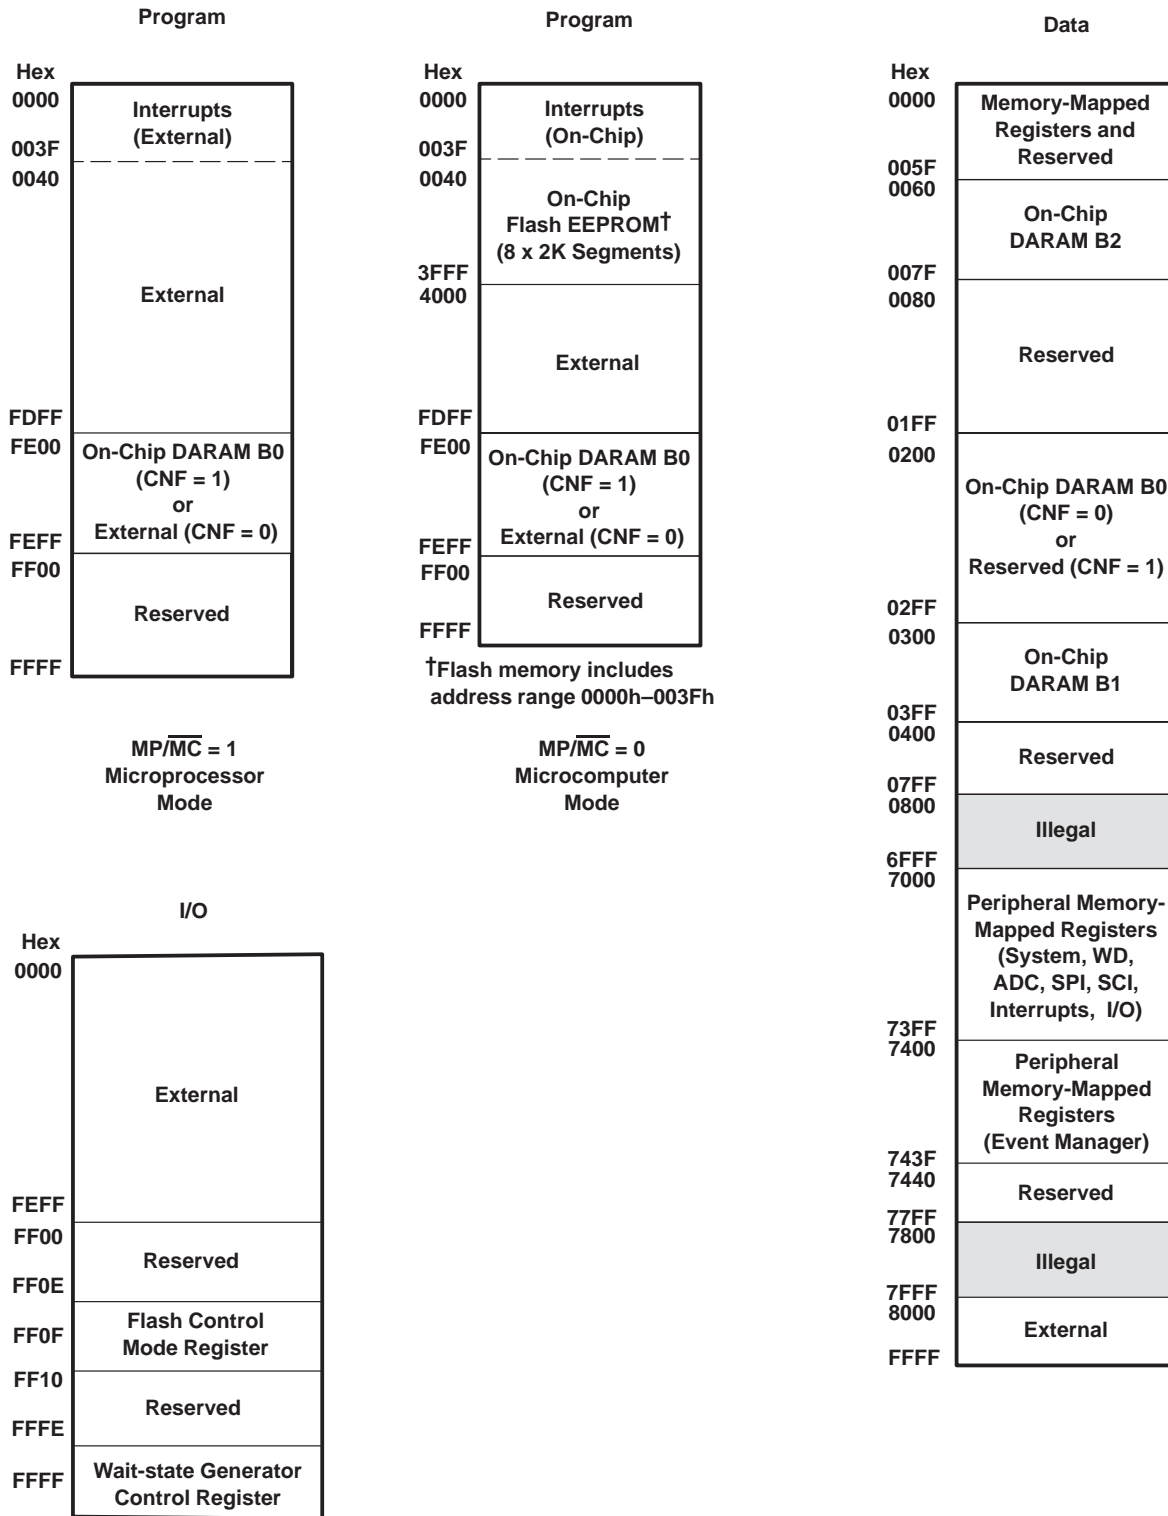 Program
Hex
0000
Interrupts
(External)
003F
0040
External
FDFF
FE00
On-Chip DARAM B0
(CNF = 1)
or
External (CNF = 0)
FEFF
FF00
Reserved
FFFF
MP/MC = 1
Microprocessor
Mode
Program
Hex
0000
Interrupts
(On-Chip)
003F
0040
On-Chip
Flash EEPROM†
(8 x 2K Segments)
3FFF
4000
External
FDFF
FE00
On-Chip DARAM B0
(CNF = 1)
or
External (CNF = 0)
FEFF
FF00
Reserved
FFFF
†Flash memory includes
address range 0000h–003Fh
MP/MC = 0
Microcomputer
Mode
I/O
Hex
0000
External
FEFF
FF00
Reserved
FF0E
FF0F
Flash Control
Mode Register
FF10
Reserved
FFFE
FFFF
Wait-state Generator
Control Register
Data
Hex
0000
Memory-Mapped
Registers and
Reserved
005F
0060
On-Chip
DARAM B2
007F
0080
Reserved
01FF
0200
On-Chip DARAM B0
(CNF = 0)
or
Reserved (CNF = 1)
02FF
0300
On-Chip
DARAM B1
03FF
0400
Reserved
07FF
0800
Illegal
6FFF
7000
Peripheral Memory-
Mapped Registers
(System, WD,
ADC, SPI, SCI,
Interrupts, I/O)
73FF
7400
Peripheral
Memory-Mapped
Registers
(Event Manager)
743F
7440
Reserved
77FF
7800
Illegal
7FFF
8000
External
FFFF